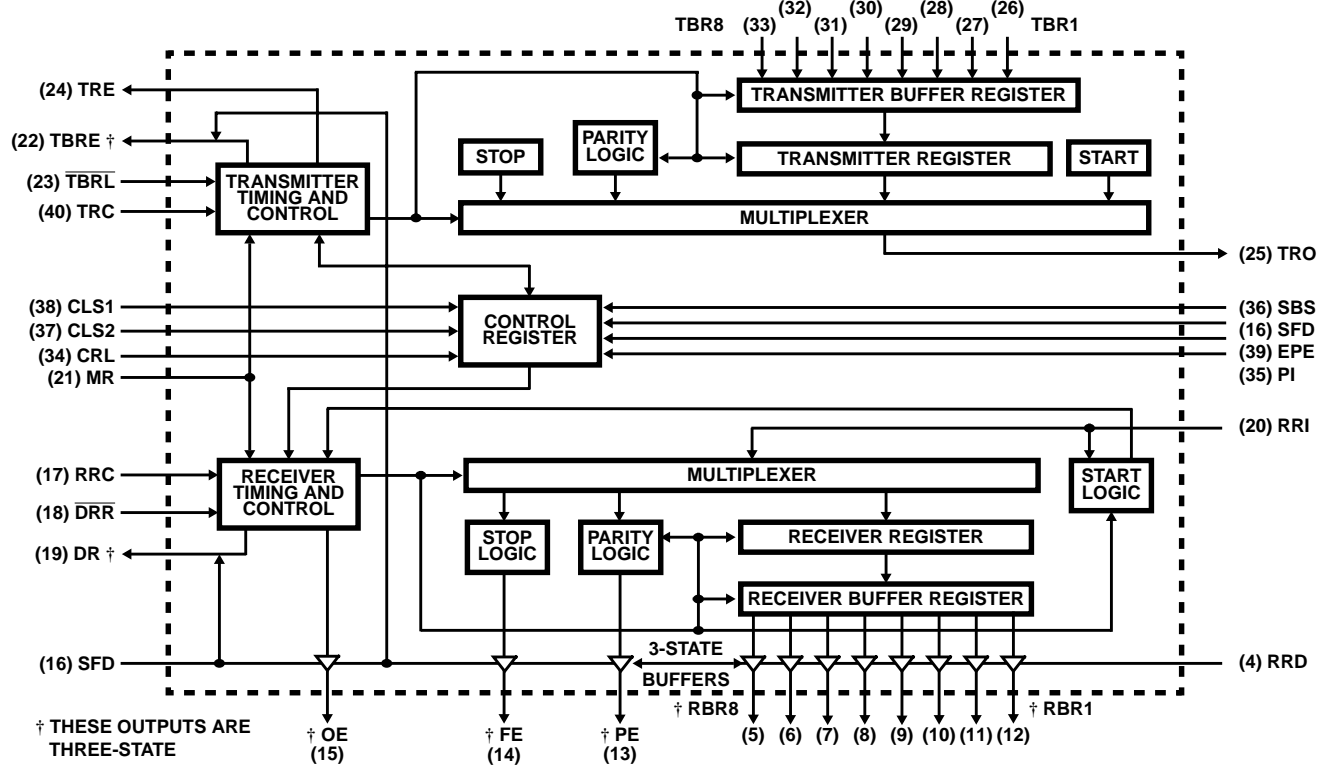 TBR8 (33) (32) (31) (30) (29) (28) (27) (26) TBR1
(24) TRE
TRANSMITTER BUFFER REGISTER
(22) TBRE †
STOP
PARITY
LOGIC
TRANSMITTER REGISTER
START
(23) TBRL
(40) TRC
TRANSMITTER
TIMING AND
CONTROL
MULTIPLEXER
(25) TRO
(38) CLS1
(37) CLS2
(34) CRL
(21) MR
CONTROL
REGISTER
(36) SBS
(16) SFD
(39) EPE
(35) PI
(20) RRI
(17) RRC
(18) DRR
(19) DR †
RECEIVER
TIMING AND
CONTROL
MULTIPLEXER
START
LOGIC
STOP
LOGIC
PARITY
LOGIC
RECEIVER REGISTER
RECEIVER BUFFER REGISTER
(16) SFD
3-STATE
BUFFERS
(4) RRD
† THESE OUTPUTS ARE
THREE-STATE
† OE
(15)
† FE
(14)
† PE
(13)
† RBR8
† RBR1
(5) (6) (7) (8) (9) (10) (11) (12)